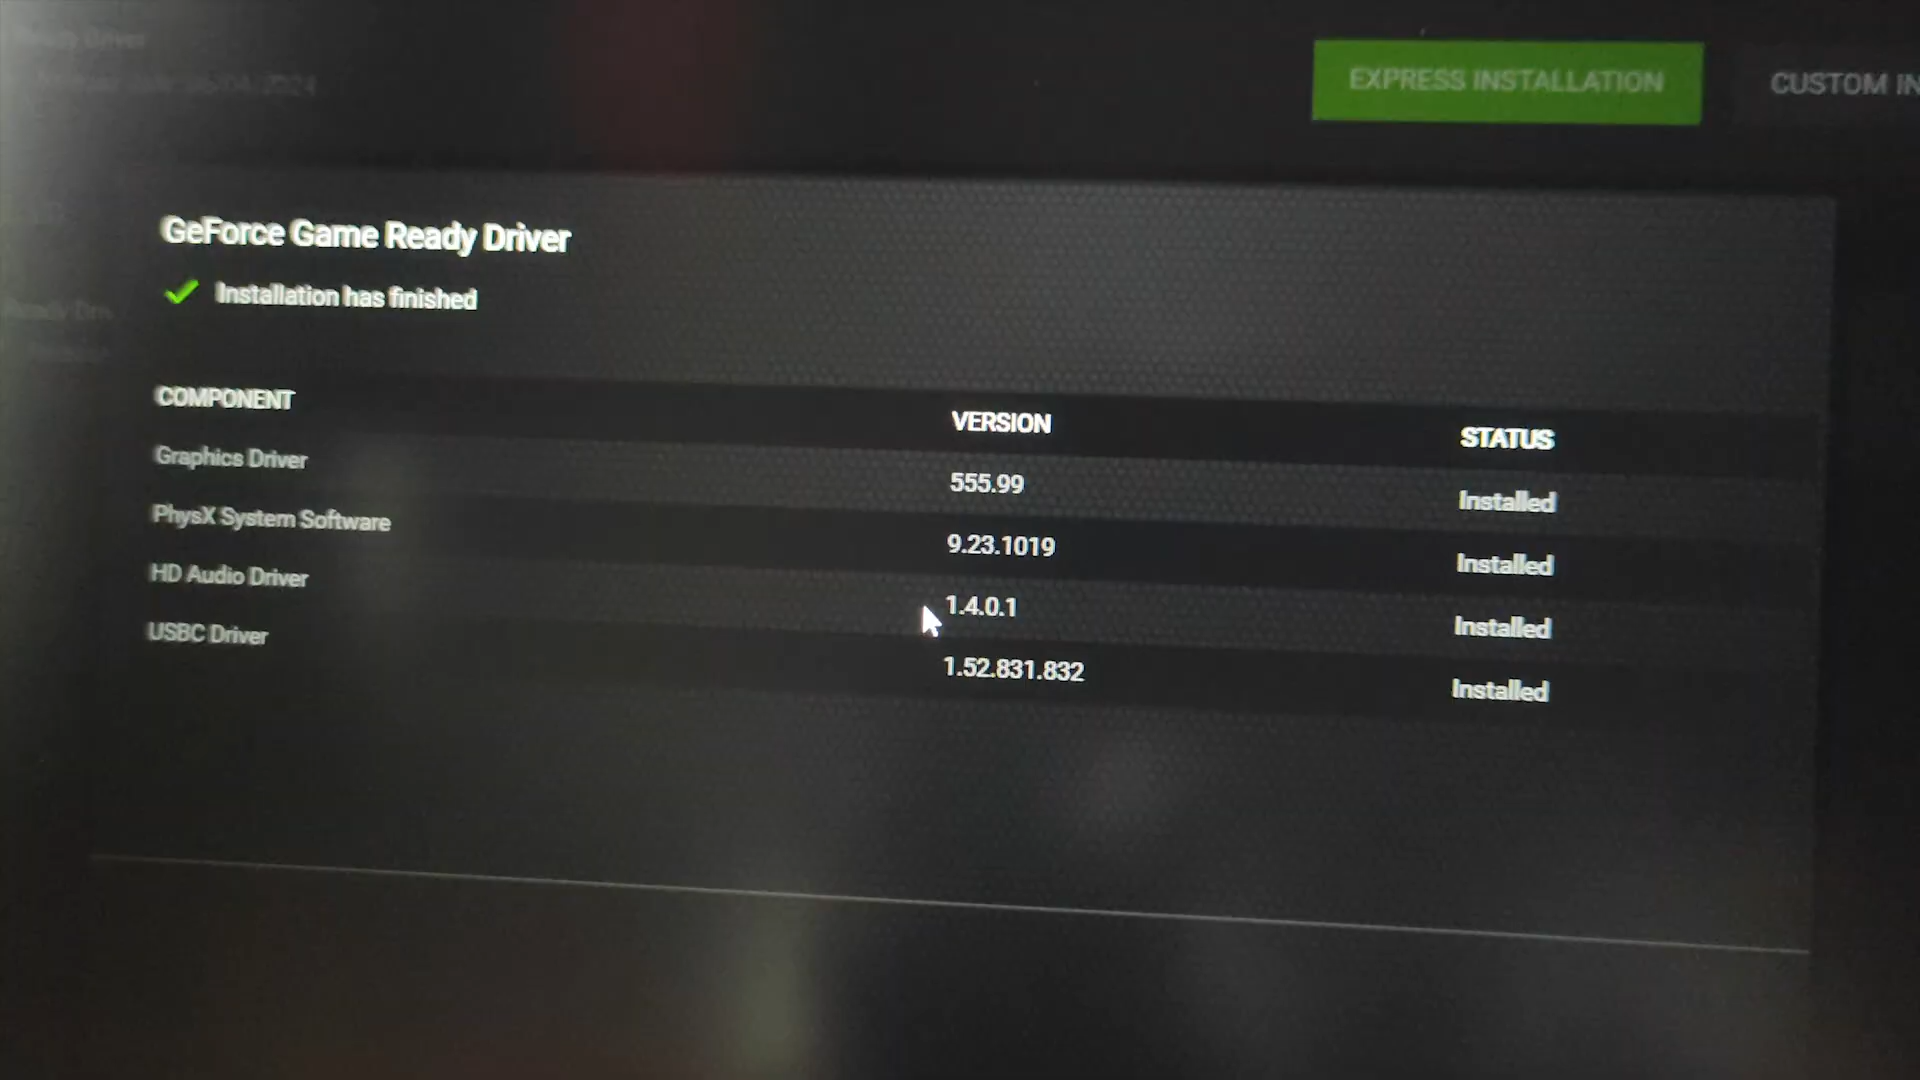 EXPRESS INSTALLATION CUSTOM IN
GeForce Game Ready Driver
Installation has finished
COMPONENT VERSION STATUS
Graphics Driver 555.99 Installed
PhysX System Software 9.23.1019 Installed
HD Audio Driver 1.4.0.1 Installed
USBC Driver 1.52.831.832 Installed